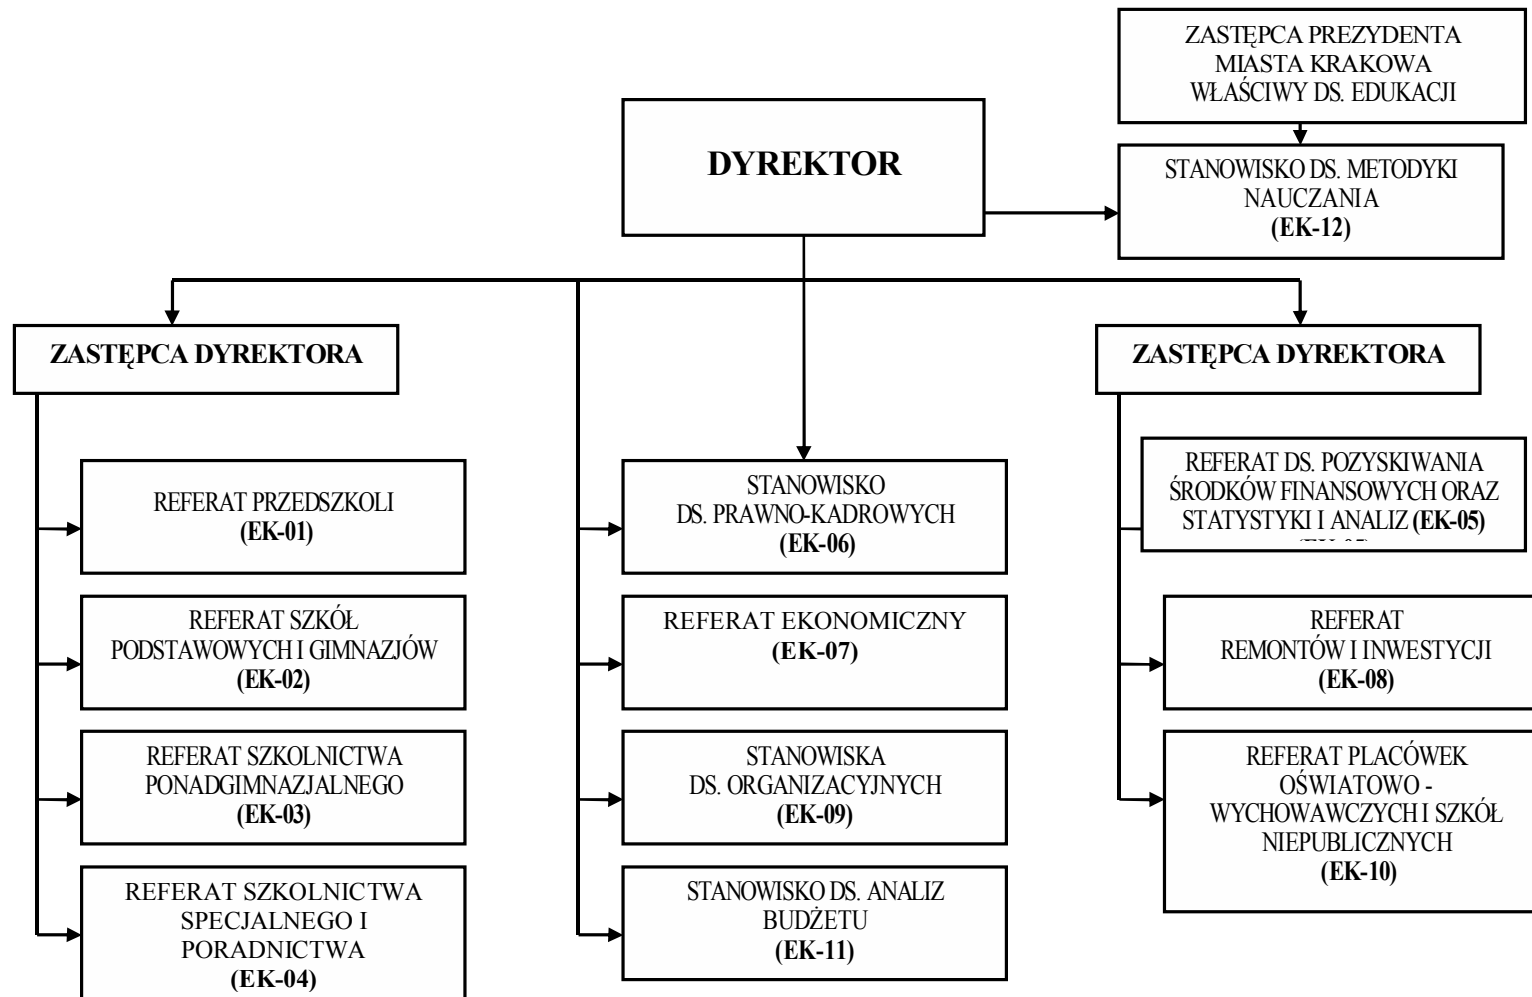 ZASTĘPCA PREZYDENTA
MIASTA KRAKOWA
WŁAŚCIWY DS. EDUKACJI
DYREKTOR
STANOWISKO DS. METODYKI
NAUCZANIA
(EK-12)
ZASTĘPCA DYREKTORA
ZASTĘPCA DYREKTORA
REFERAT PRZEDSZKOLI
(EK-01)
REFERAT SZKÓŁ
PODSTAWOWYCH I GIMNAZJÓW
(EK-02)
REFERAT SZKOLNICTWA
PONADGIMNAZJALNEGO
(EK-03)
REFERAT SZKOLNICTWA
SPECJALNEGO I
PORADNICTWA
(EK-04)
STANOWISKO
DS. PRAWNO-KADROWYCH
(EK-06)
REFERAT EKONOMICZNY
(EK-07)
STANOWISKA
DS. ORGANIZACYJNYCH
(EK-09)
STANOWISKO DS. ANALIZ
BUDŻETU
(EK-11)
REFERAT DS. POZYSKIWANIA
ŚRODKÓW FINANSOWYCH ORAZ
STATYSTYKI I ANALIZ (EK-05)
REFERAT
REMONTÓW I INWESTYCJI
(EK-08)
REFERAT PLACÓWEK
OŚWIATOWO -
WYCHOWAWCZYCH I SZKÓŁ
NIEPUBLICZNYCH
(EK-10)